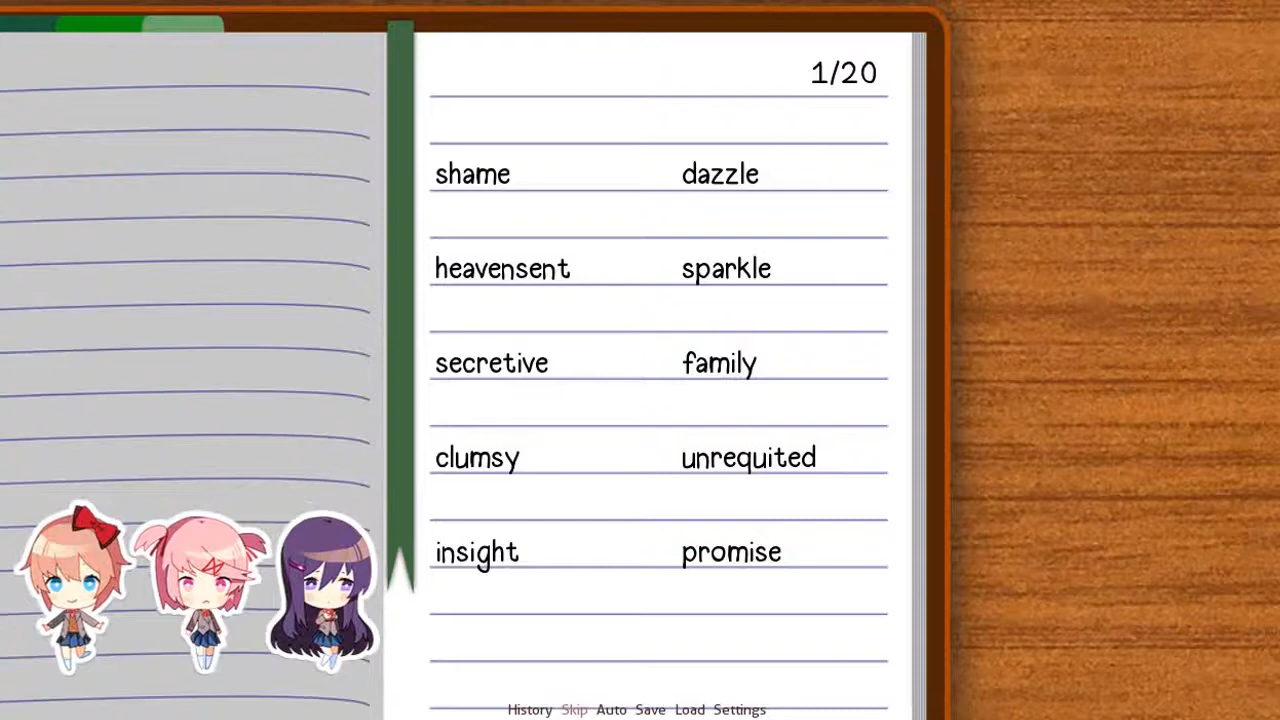 1/20
shame dazzle
heavensent sparkle
secretive family
clumsy unrequited
insight promise
History Skip Auto Save Load Settings